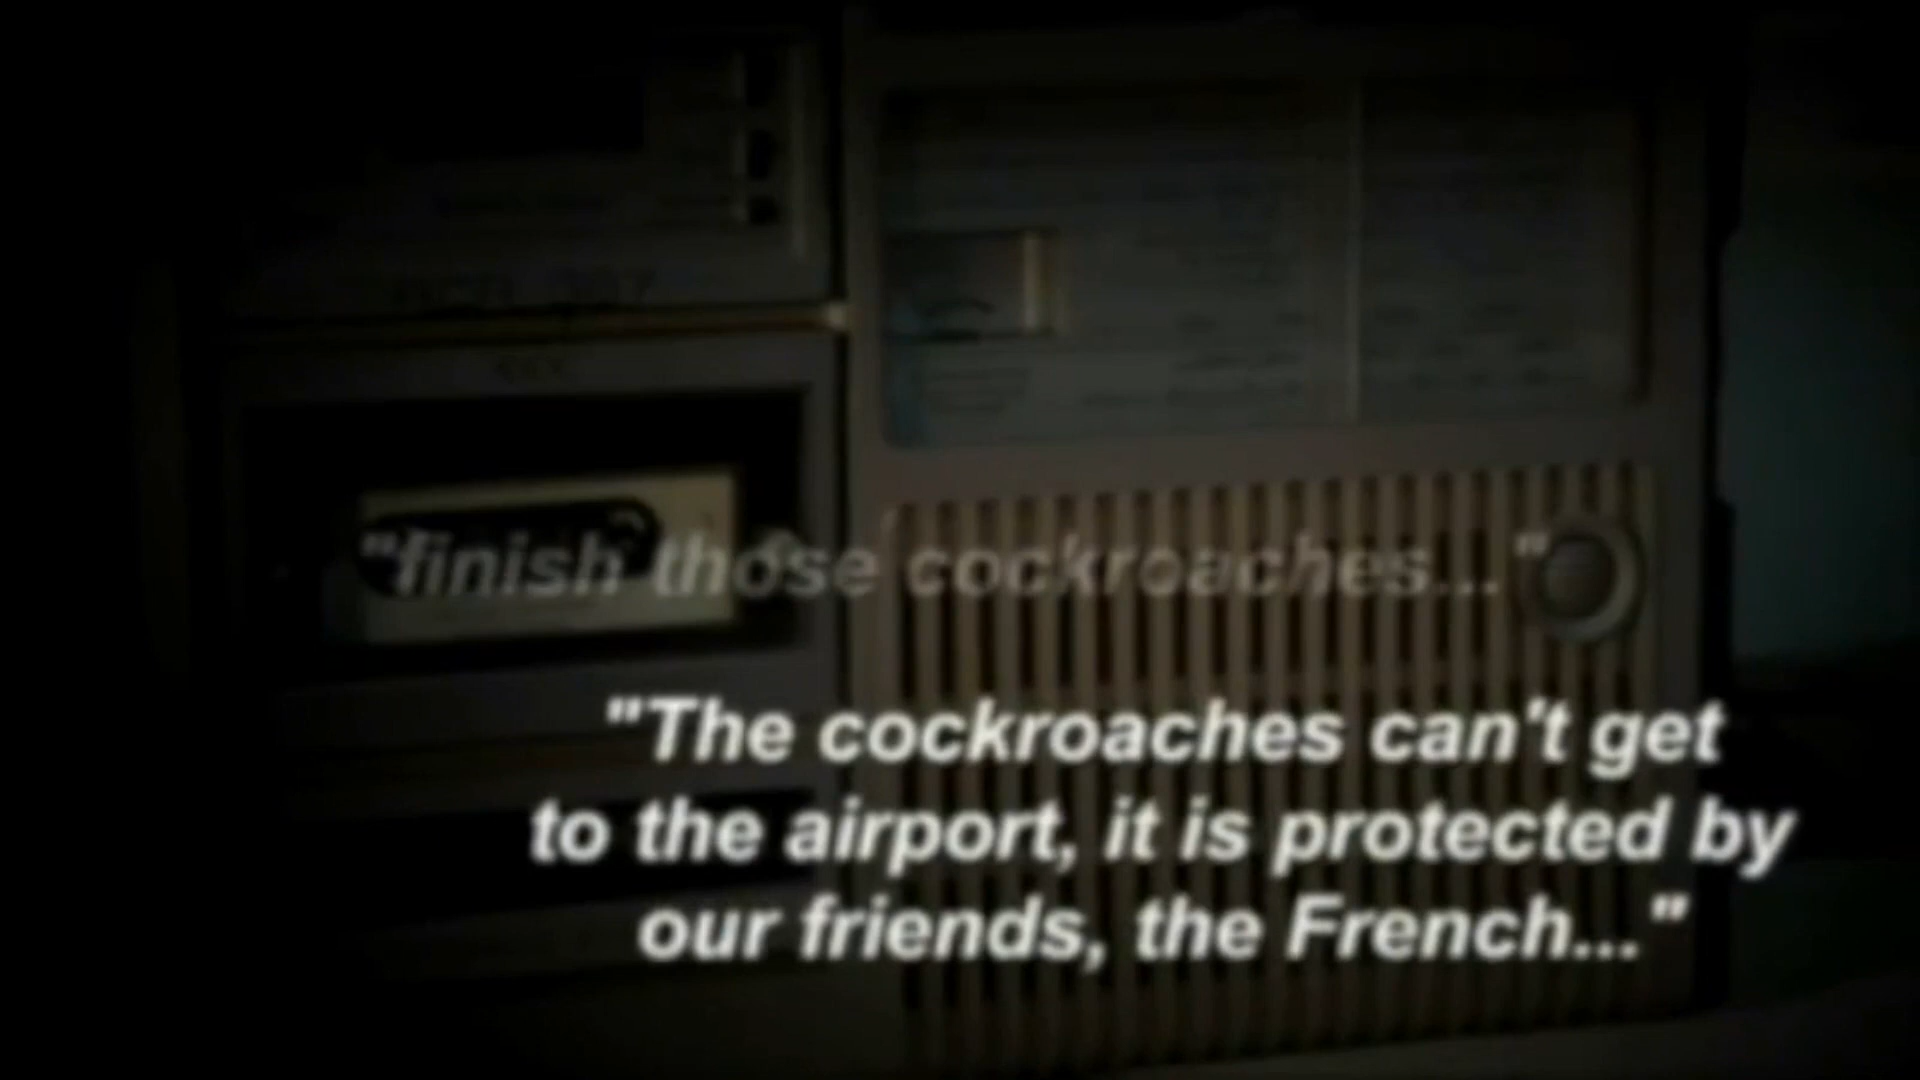 "finish those cockroaches..."
"The cockroaches can't get
to the airport, it is protected by
our friends, the French..."